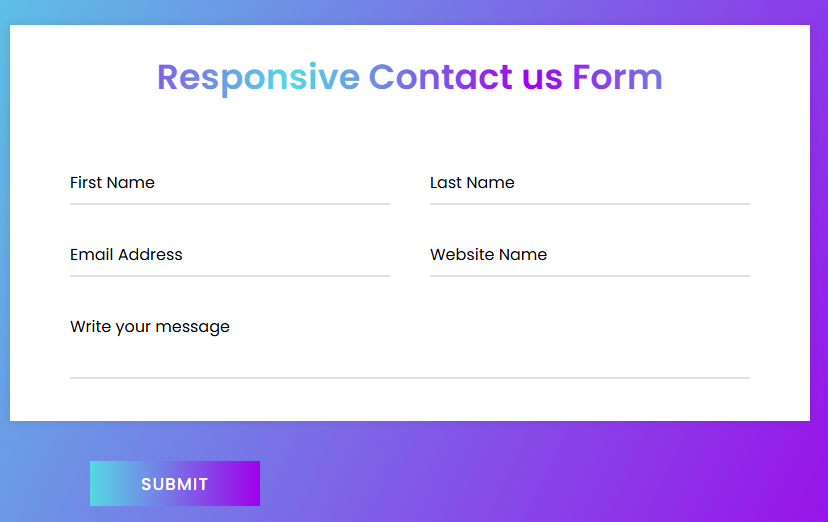 Responsive Contact us Form
First Name
Last Name
Email Address
Website Name
Write your message
SUBMIT